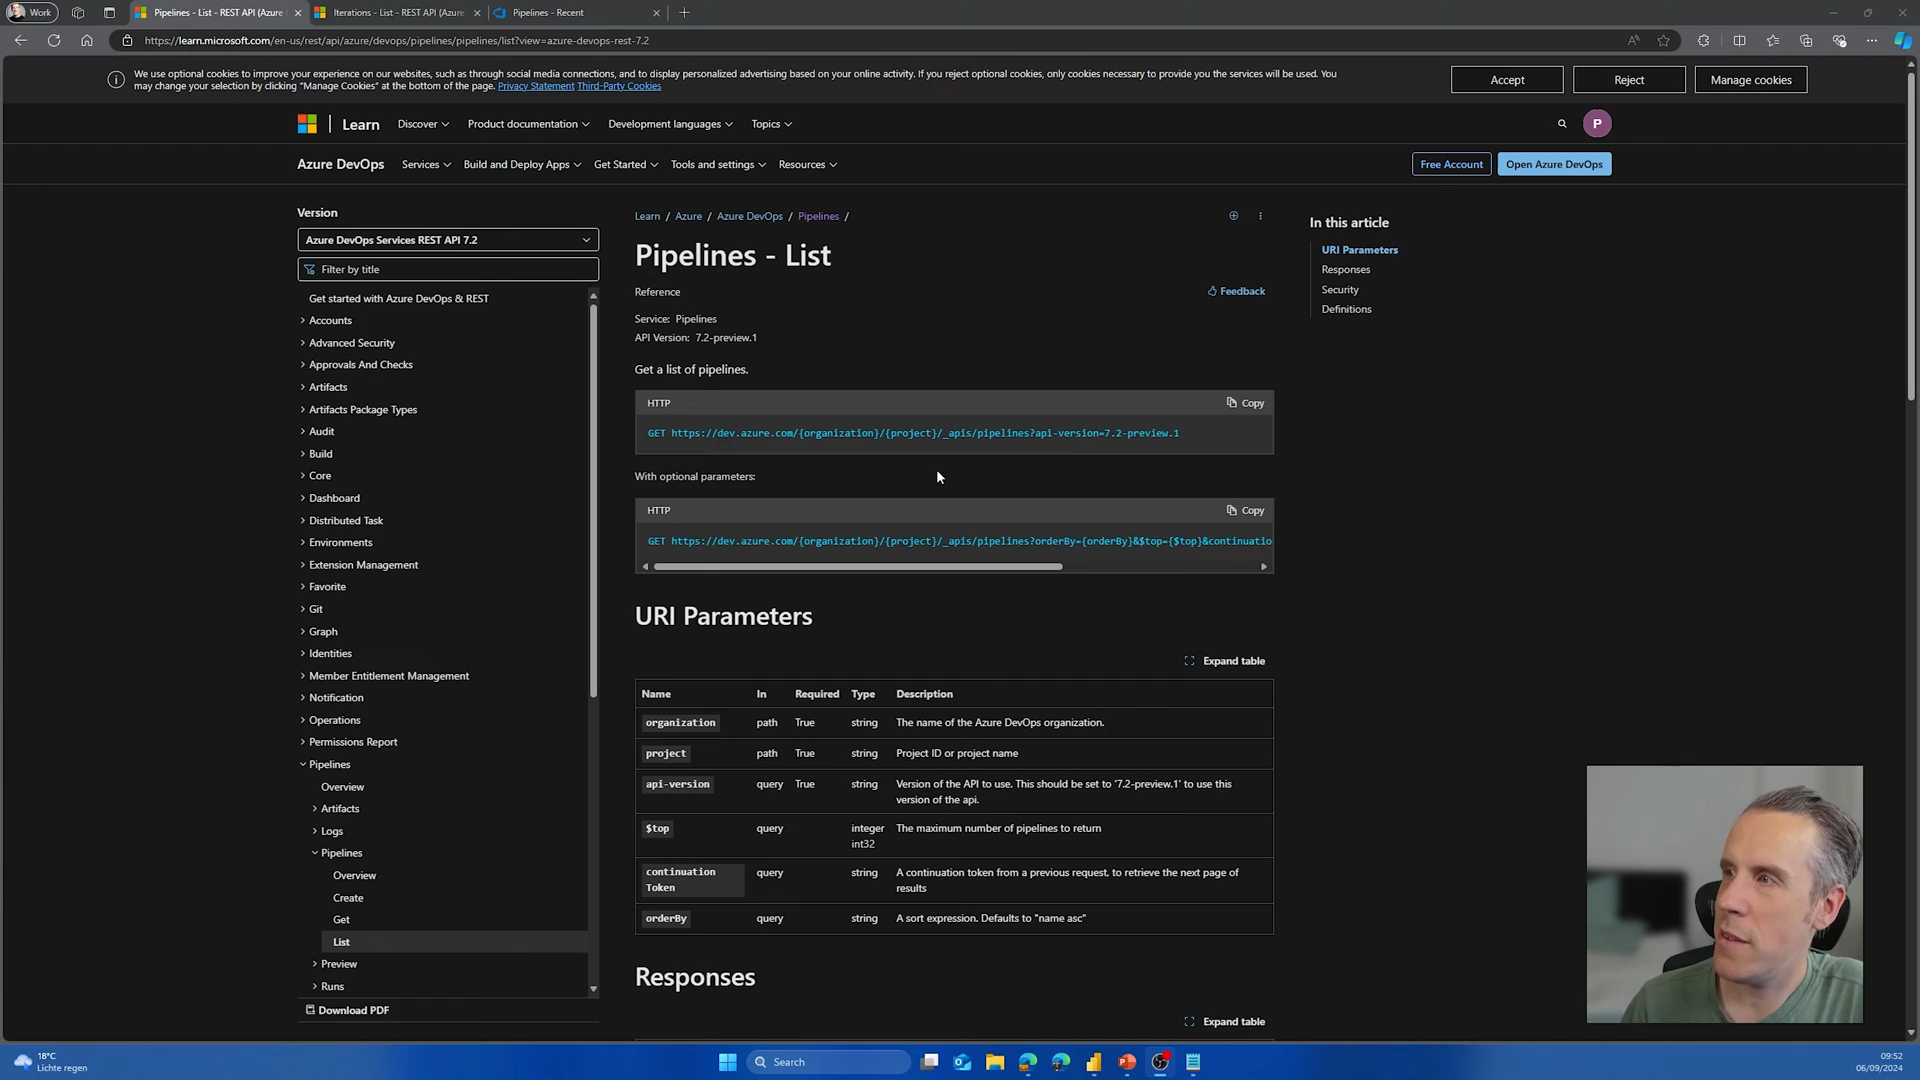 Work
Pipelines - List - REST API (Azure
Iterations - List - REST API (Azure
Pipelines - Recent
https://learn.microsoft.com/en-us/rest/api/azure/devops/pipelines/pipelines/list?view=azure-devops-rest-7.2
We use optional cookies to improve your experience on our websites, such as through social media connections, and to display personalized advertising based on your online activity. If you reject optional cookies, only cookies necessary to provide you the services will be used. You
may change your selection by clicking "Manage Cookies" at the bottom of the page. Privacy Statement Third-Party Cookies
Accept
Reject
Manage cookies
Learn
Discover
Product documentation
Development languages
Topics
P
Azure DevOps
Services
Build and Deploy Apps
Get Started
Tools and settings
Resources
Free Account
Open Azure DevOps
Version
Azure DevOps Services REST API 7.2
Filter by title
Get started with Azure DevOps & REST
Accounts
Advanced Security
Approvals And Checks
Artifacts
Artifacts Package Types
Audit
Build
Core
Dashboard
Distributed Task
Environments
Extension Management
Favorite
Git
Graph
Identities
Member Entitlement Management
Notification
Operations
Permissions Report
Pipelines
Overview
Artifacts
Logs
Pipelines
Overview
Create
Get
List
Preview
Runs
Download PDF
Learn / Azure / Azure DevOps / Pipelines /
Pipelines - List
Reference
Feedback
Service: Pipelines
API Version: 7.2-preview.1
Get a list of pipelines.
HTTP
Copy
GET https://dev.azure.com/{organization}/{project}/_apis/pipelines?api-version=7.2-preview.1
With optional parameters:
HTTP
Copy
GET https://dev.azure.com/{organization}/{project}/_apis/pipelines?orderBy={orderBy}&$top={$top}&continuatio
URI Parameters
Expand table
Name In Required Type Description
organization path True string The name of the Azure DevOps organization.
project path True string Project ID or project name
api-version query True string Version of the API to use. This should be set to '7.2-preview.1' to use this
version of the api.
$top query integer The maximum number of pipelines to return
int32
continuation query string A continuation token from a previous request, to retrieve the next page of
Token results
orderBy query string A sort expression. Defaults to "name asc"
Responses
Expand table
In this article
URI Parameters
Responses
Security
Definitions
18°C
Lichte regen
Search
09:52
06/09/2024